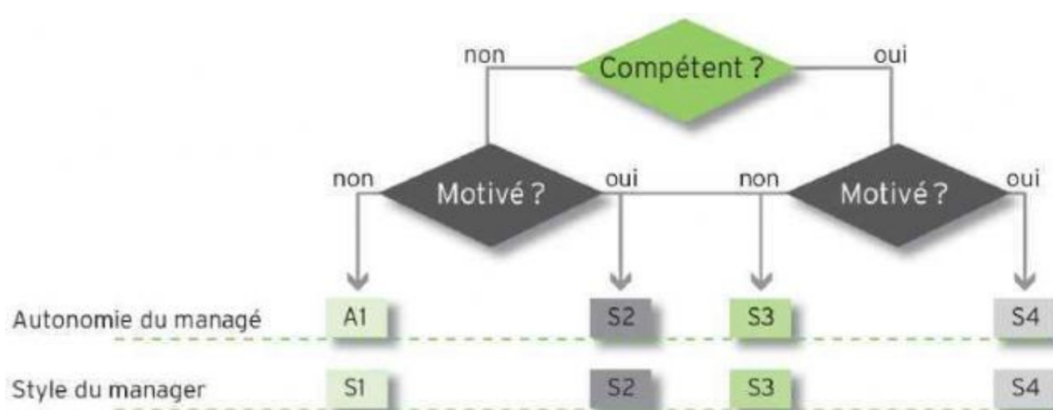 Compétent ?
non
oui
Motivé ?
non
oui
Motivé ?
non
oui
Autonomie du managé A1 S2 S3 S4
Style du manager S1 S2 S3 S4